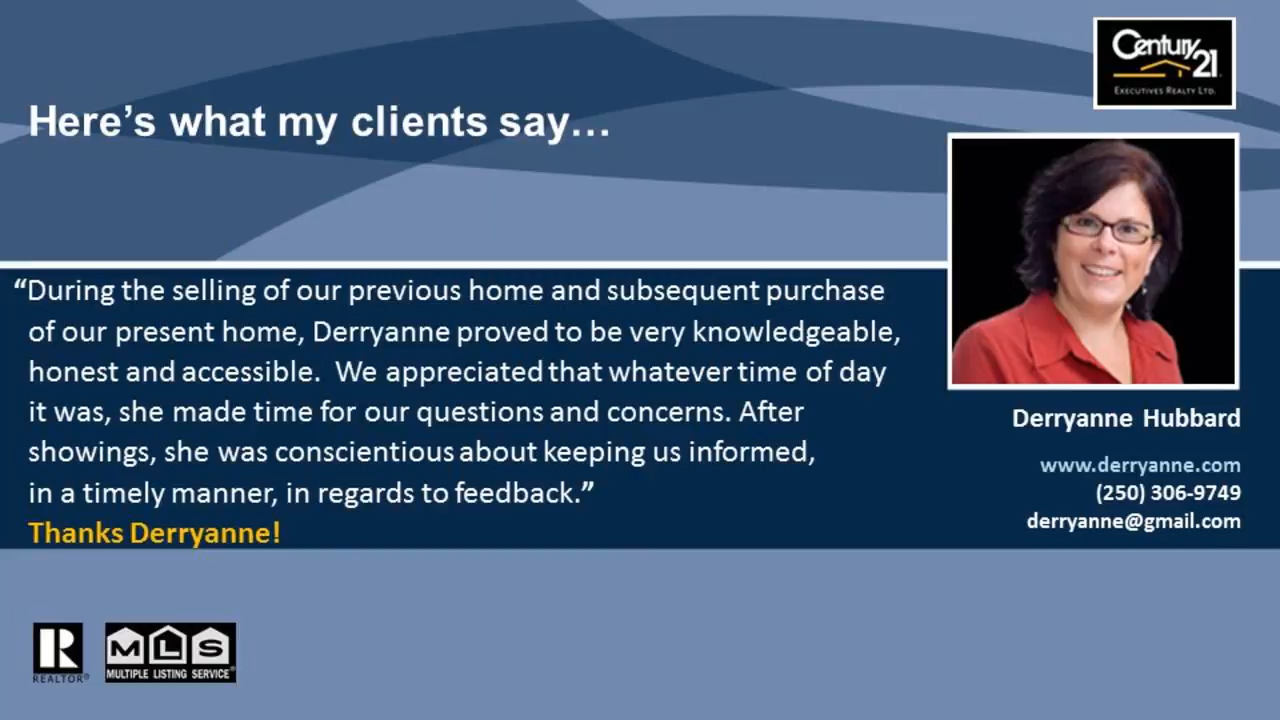 Century 21
EXECUTIVES REALTY LTD.
Here's what my clients say…
“During the selling of our previous home and subsequent purchase
of our present home, Derryanne proved to be very knowledgeable,
honest and accessible.  We appreciated that whatever time of day
it was, she made time for our questions and concerns. After
showings, she was conscientious about keeping us informed,
in a timely manner, in regards to feedback.”
Thanks Derryanne!
Derryanne Hubbard
www.derryanne.com
(250) 306-9749
derryanne@gmail.com
R
REALTOR®
MLS
MULTIPLE LISTING SERVICE®